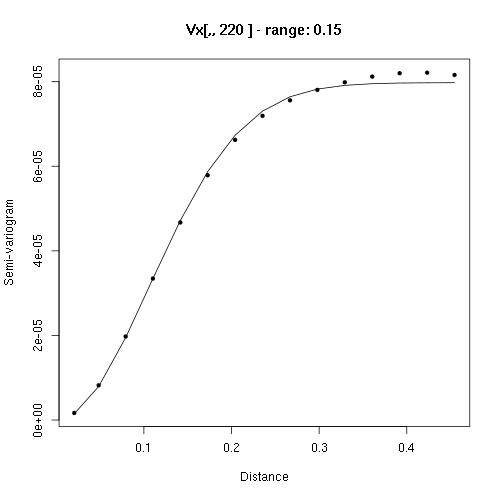 Vx[,, 220 ] - range: 0.15
8e-05
6e-05
4e-05
2e-05
0e+00
Semi-variogram
0.1 0.2 0.3 0.4
Distance